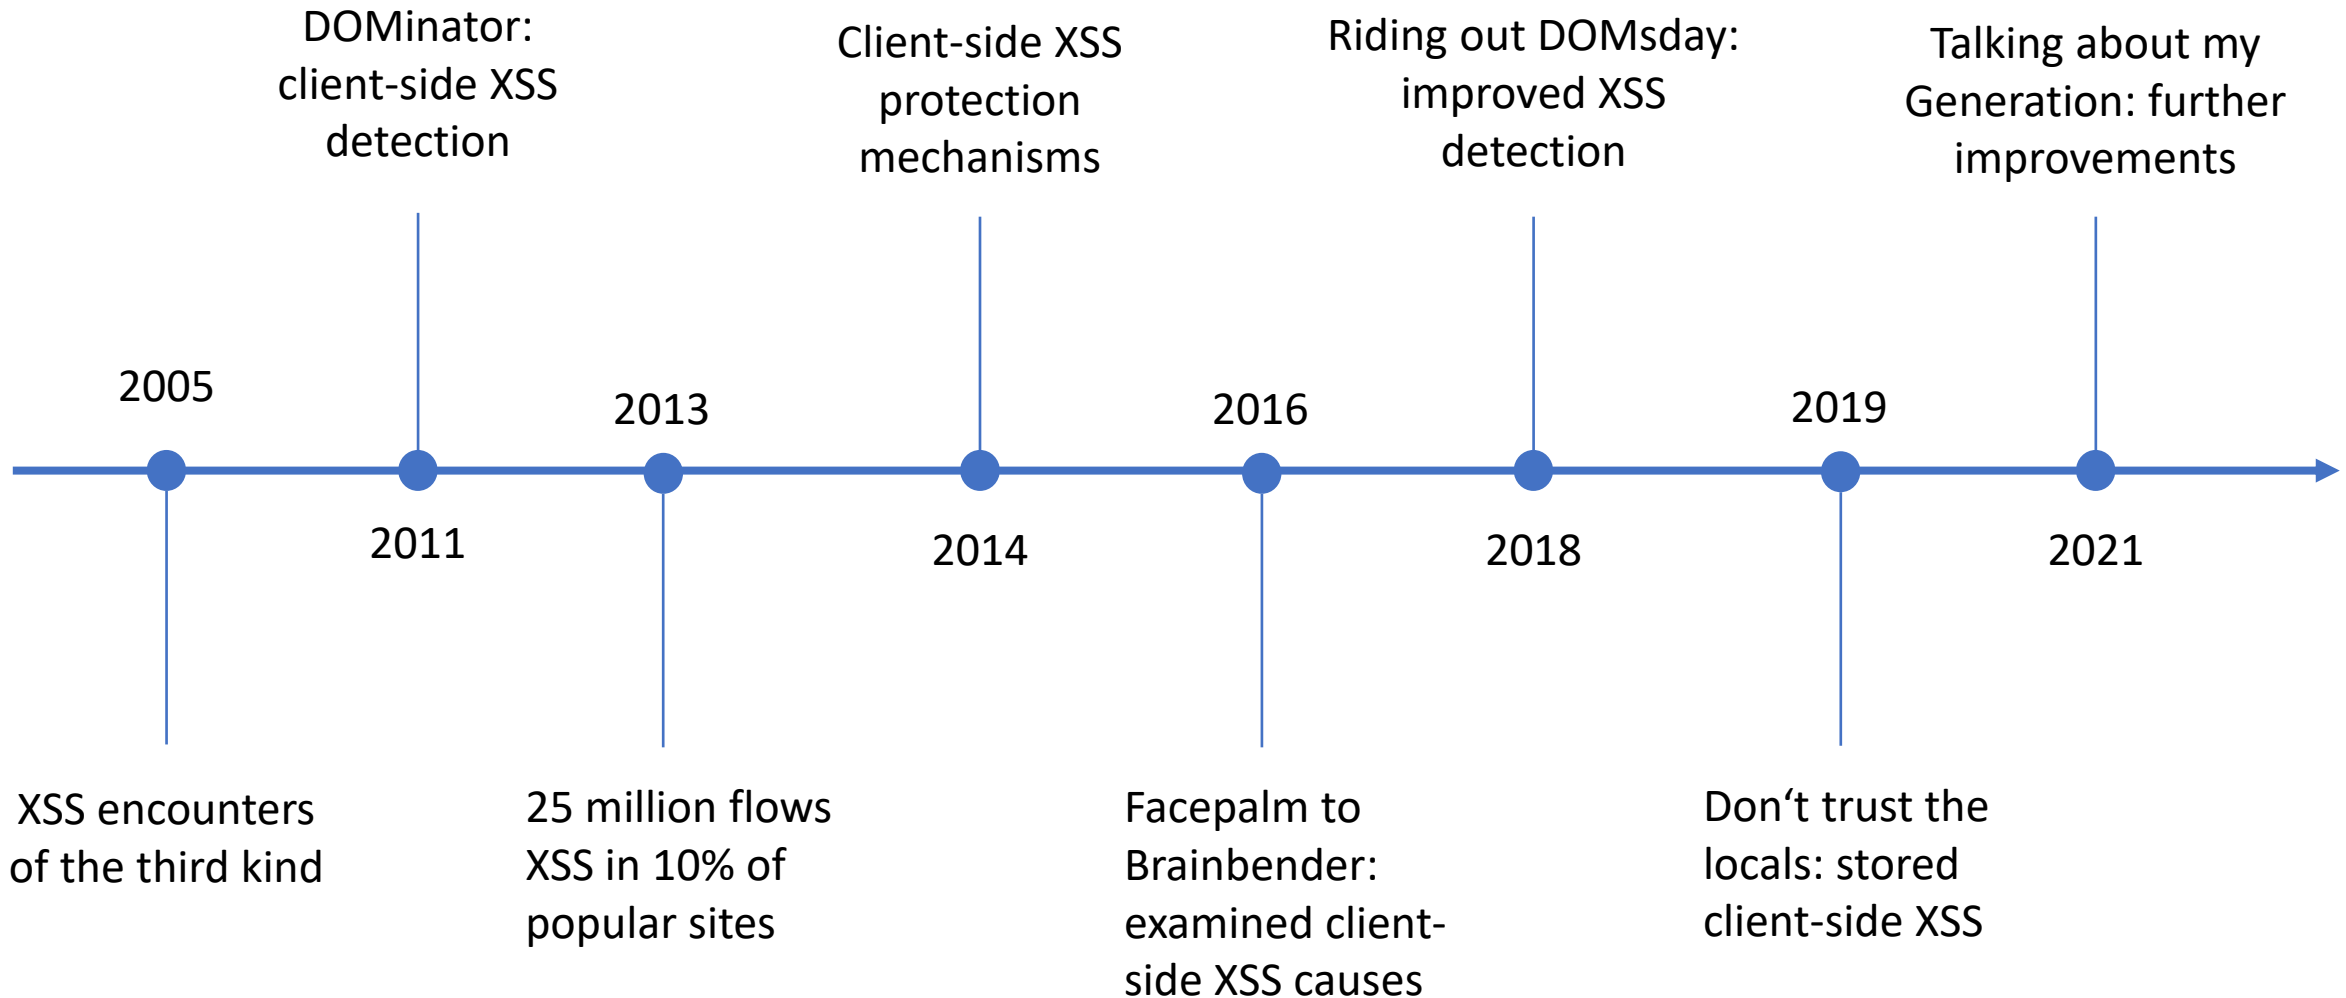 DOMinator:
client-side XSS
detection
Client-side XSS
protection
mechanisms
Riding out DOMsday:
improved XSS
detection
Talking about my
Generation: further
improvements
2005
2013
2016
2019
2011
2014
2018
2021
XSS encounters
of the third kind
25 million flows
XSS in 10% of
popular sites
Facepalm to
Brainbender:
examined client-
side XSS causes
Don‘t trust the
locals: stored
client-side XSS